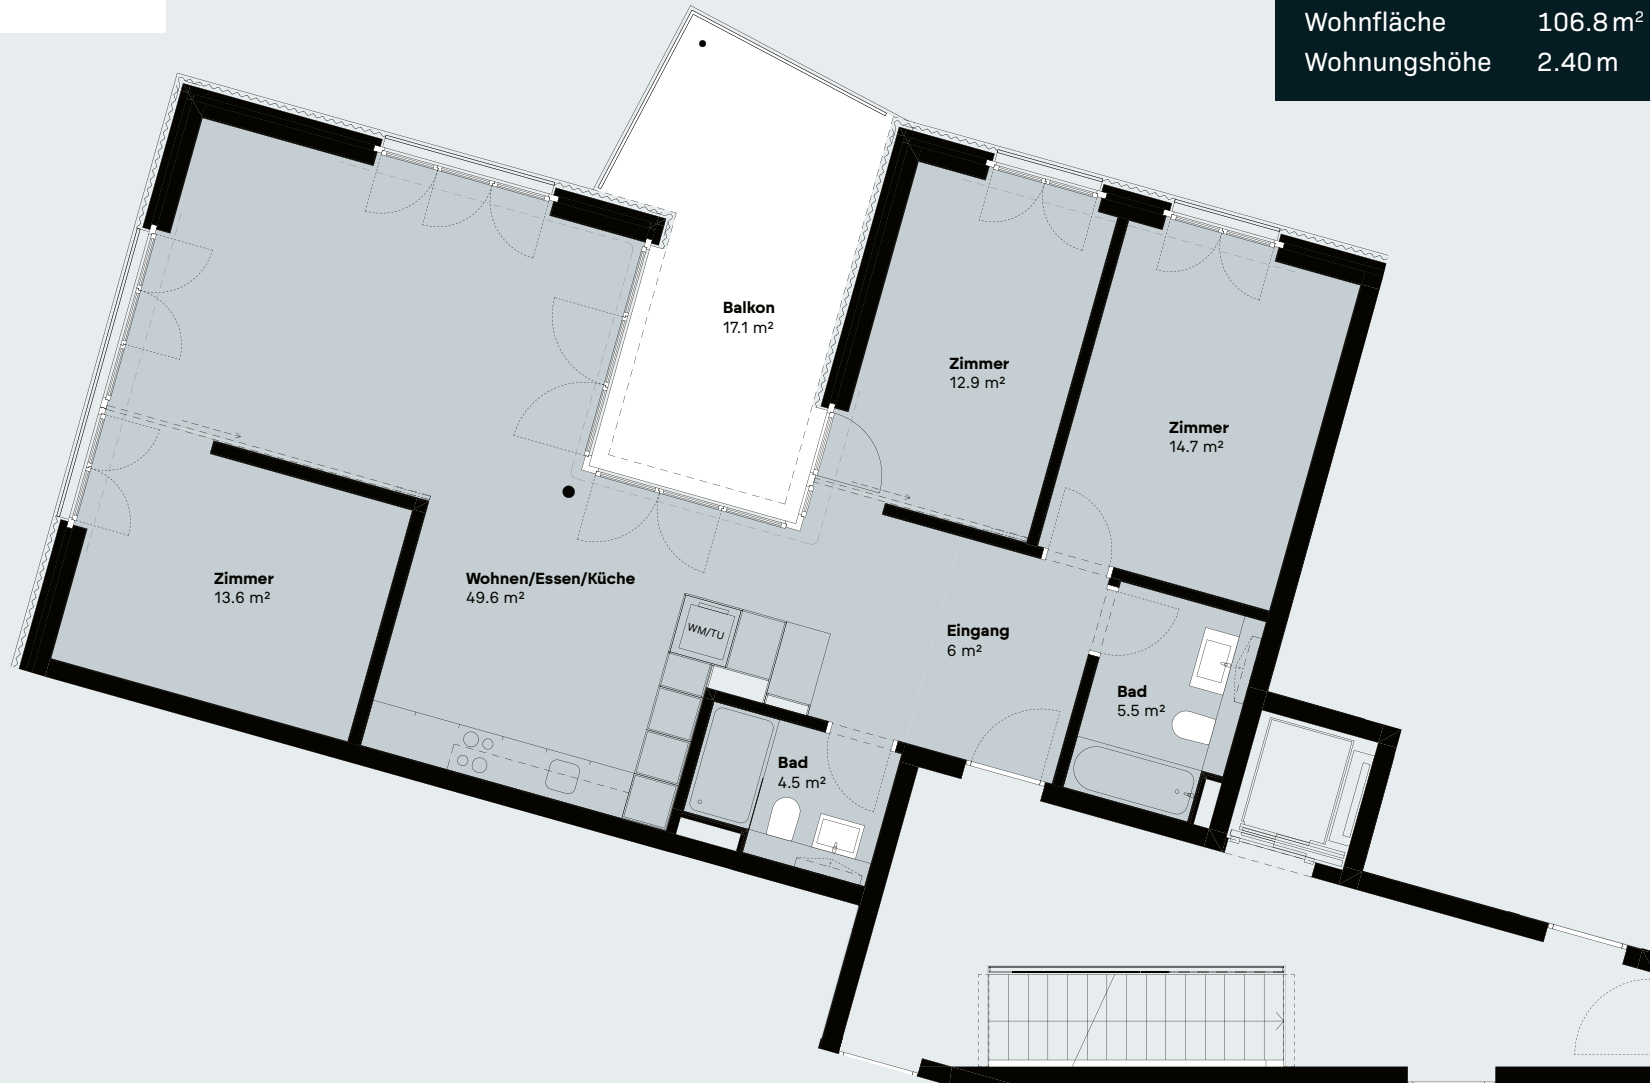 Wohnfläche 106.8 m²
Wohnungshöhe 2.40 m
Balkon
17.1 m²
Zimmer
12.9 m²
Zimmer
14.7 m²
Zimmer
13.6 m²
Wohnen/Essen/Küche
49.6 m²
WM/TU
Eingang
6 m²
Bad
5.5 m²
Bad
4.5 m²